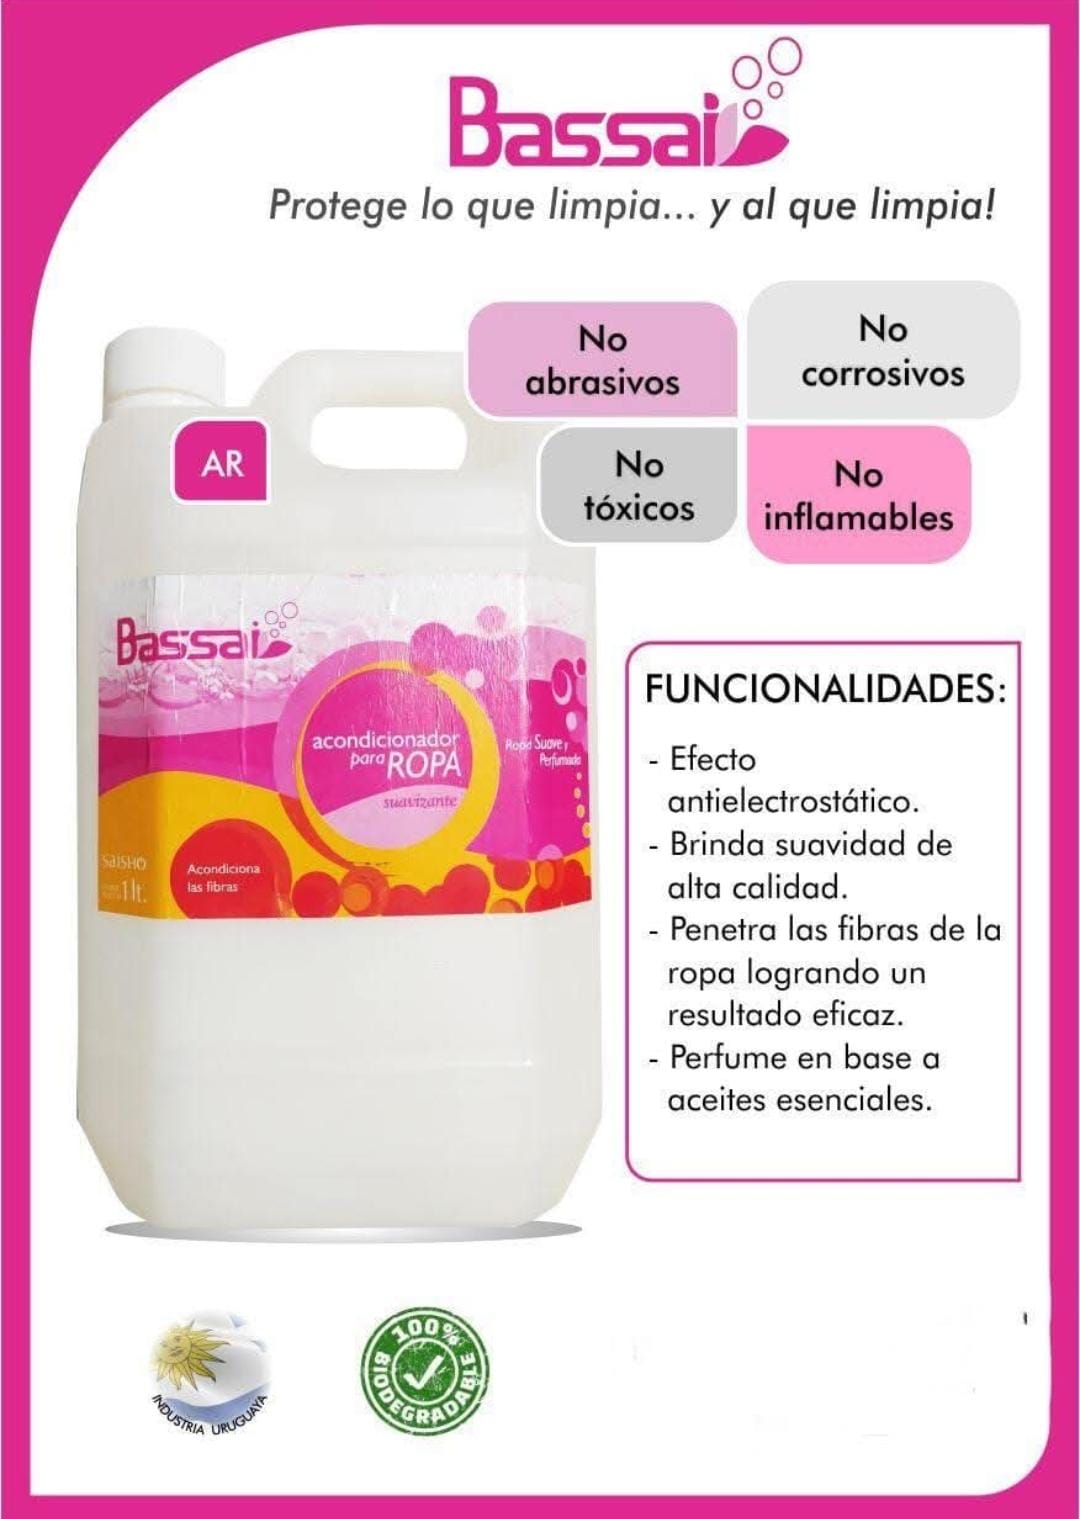 Bassai
Protege lo que limpia... y al que limpia!
No
abrasivos
No
corrosivos
No
tóxicos
No
inflamables
AR
Bassai
acondicionador
para ROPA
suavizante
Ropa Suave y
Perfumada
Acondiciona
las fibras
SAISHO
1 lt.
FUNCIONALIDADES:
- Efecto
antielectrostático.
- Brinda suavidad de
alta calidad.
- Penetra las fibras de la
ropa logrando un
resultado eficaz.
- Perfume en base a
aceites esenciales.
INDUSTRIA URUGUAYA
100%
BIODEGRADABLE